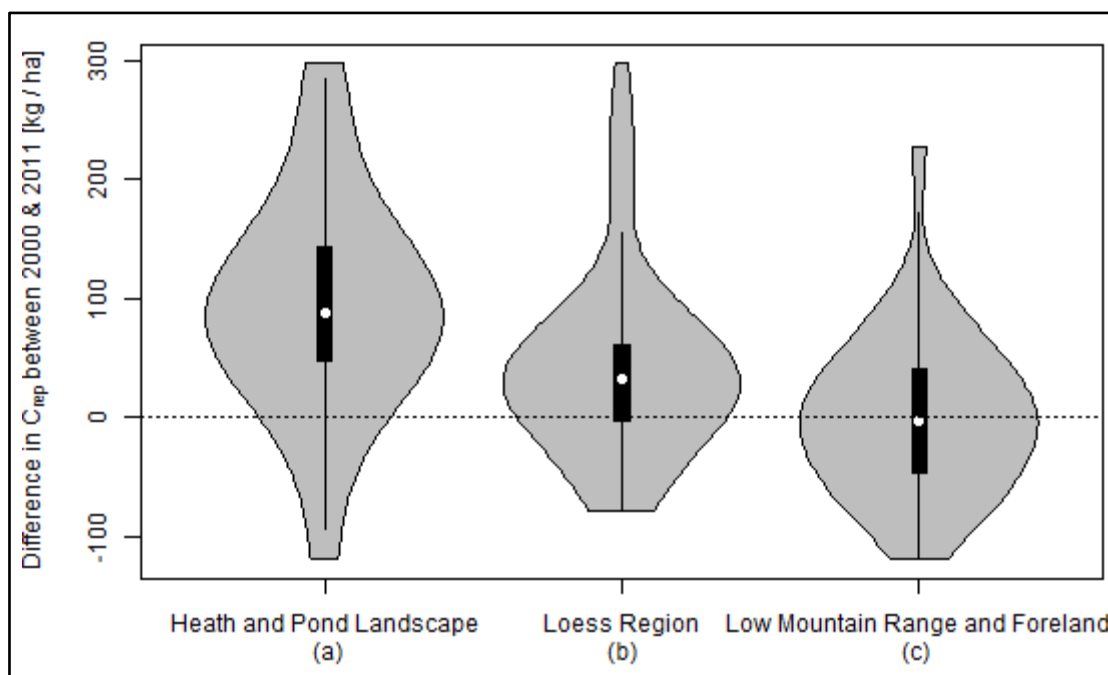 Difference in Crep between 2000 & 2011 [kg / ha]
300
200
100
0
-100
Heath and Pond Landscape
(a)
Loess Region
(b)
Low Mountain Range and Foreland
(c)